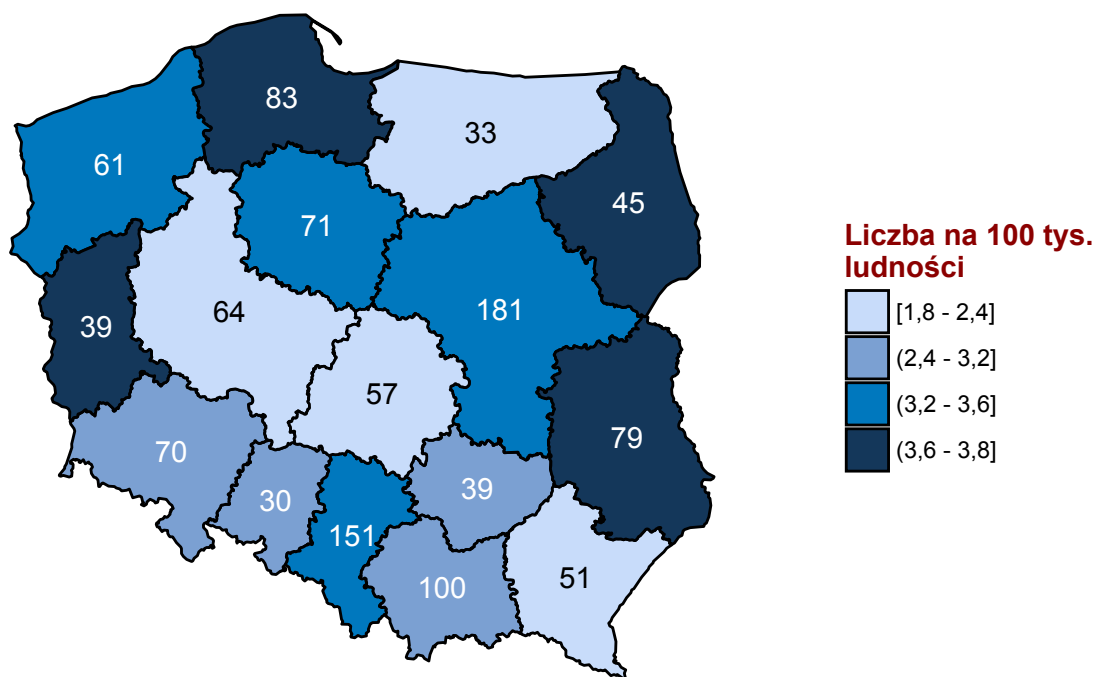 83
33
61
45
71
181
64
39
57
79
70
39
30
151
100
51
Liczba na 100 tys.
ludności
[1,8 - 2,4]
(2,4 - 3,2]
(3,2 - 3,6]
(3,6 - 3,8]